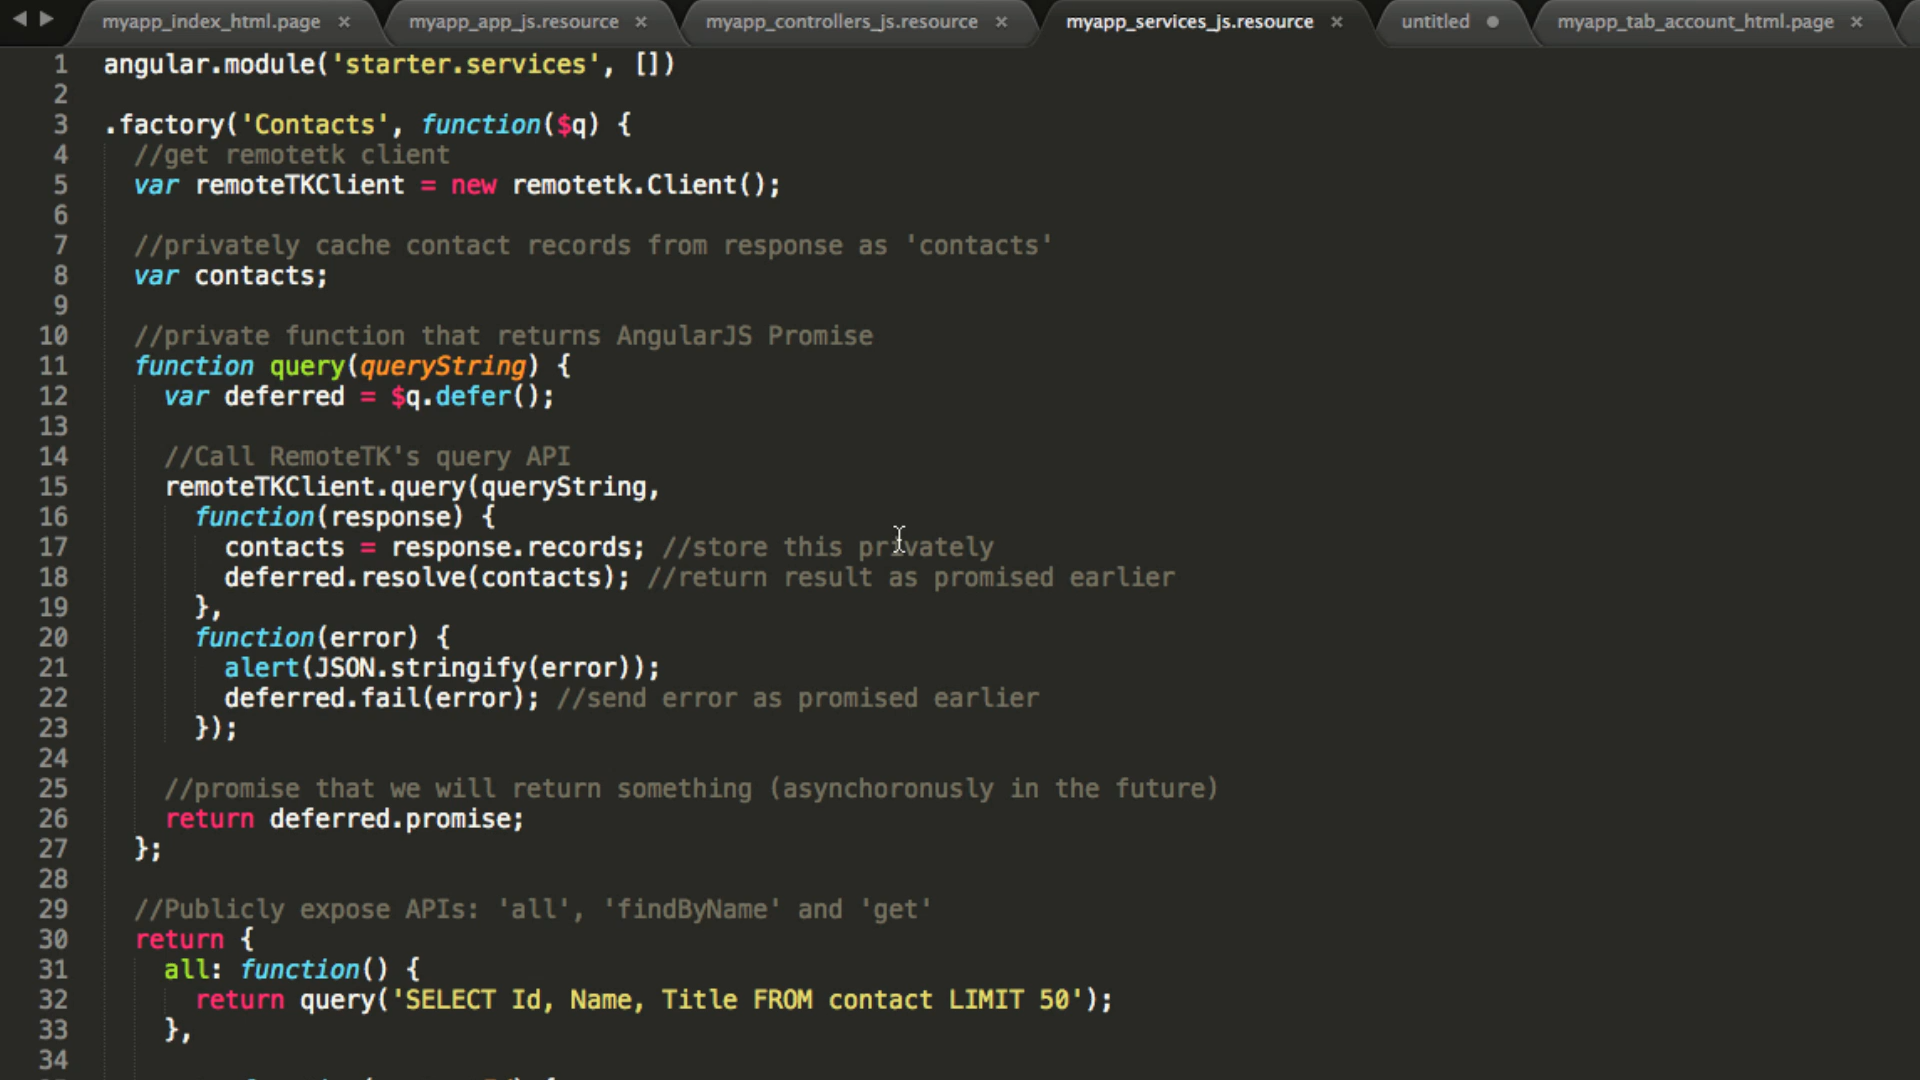 myapp_index_html.page × myapp_app_js.resource × myapp_controllers_js.resource × myapp_services_js.resource × untitled myapp_tab_account_html.page ×
1 angular.module('starter.services', [])
2
3 .factory('Contacts', function($q) {
4 //get remotetk client
5 var remoteTKClient = new remotetk.Client();
6
7 //privately cache contact records from response as 'contacts'
8 var contacts;
9
10 //private function that returns AngularJS Promise
11 function query(queryString) {
12 var deferred = $q.defer();
13
14 //Call RemoteTK's query API
15 remoteTKClient.query(queryString,
16 function(response) {
17 contacts = response.records; //store this privately
18 deferred.resolve(contacts); //return result as promised earlier
19 },
20 function(error) {
21 alert(JSON.stringify(error));
22 deferred.fail(error); //send error as promised earlier
23 });
24
25 //promise that we will return something (asynchoronusly in the future)
26 return deferred.promise;
27 };
28
29 //Publicly expose APIs: 'all', 'findByName' and 'get'
30 return {
31 all: function() {
32 return query('SELECT Id, Name, Title FROM contact LIMIT 50');
33 },
34